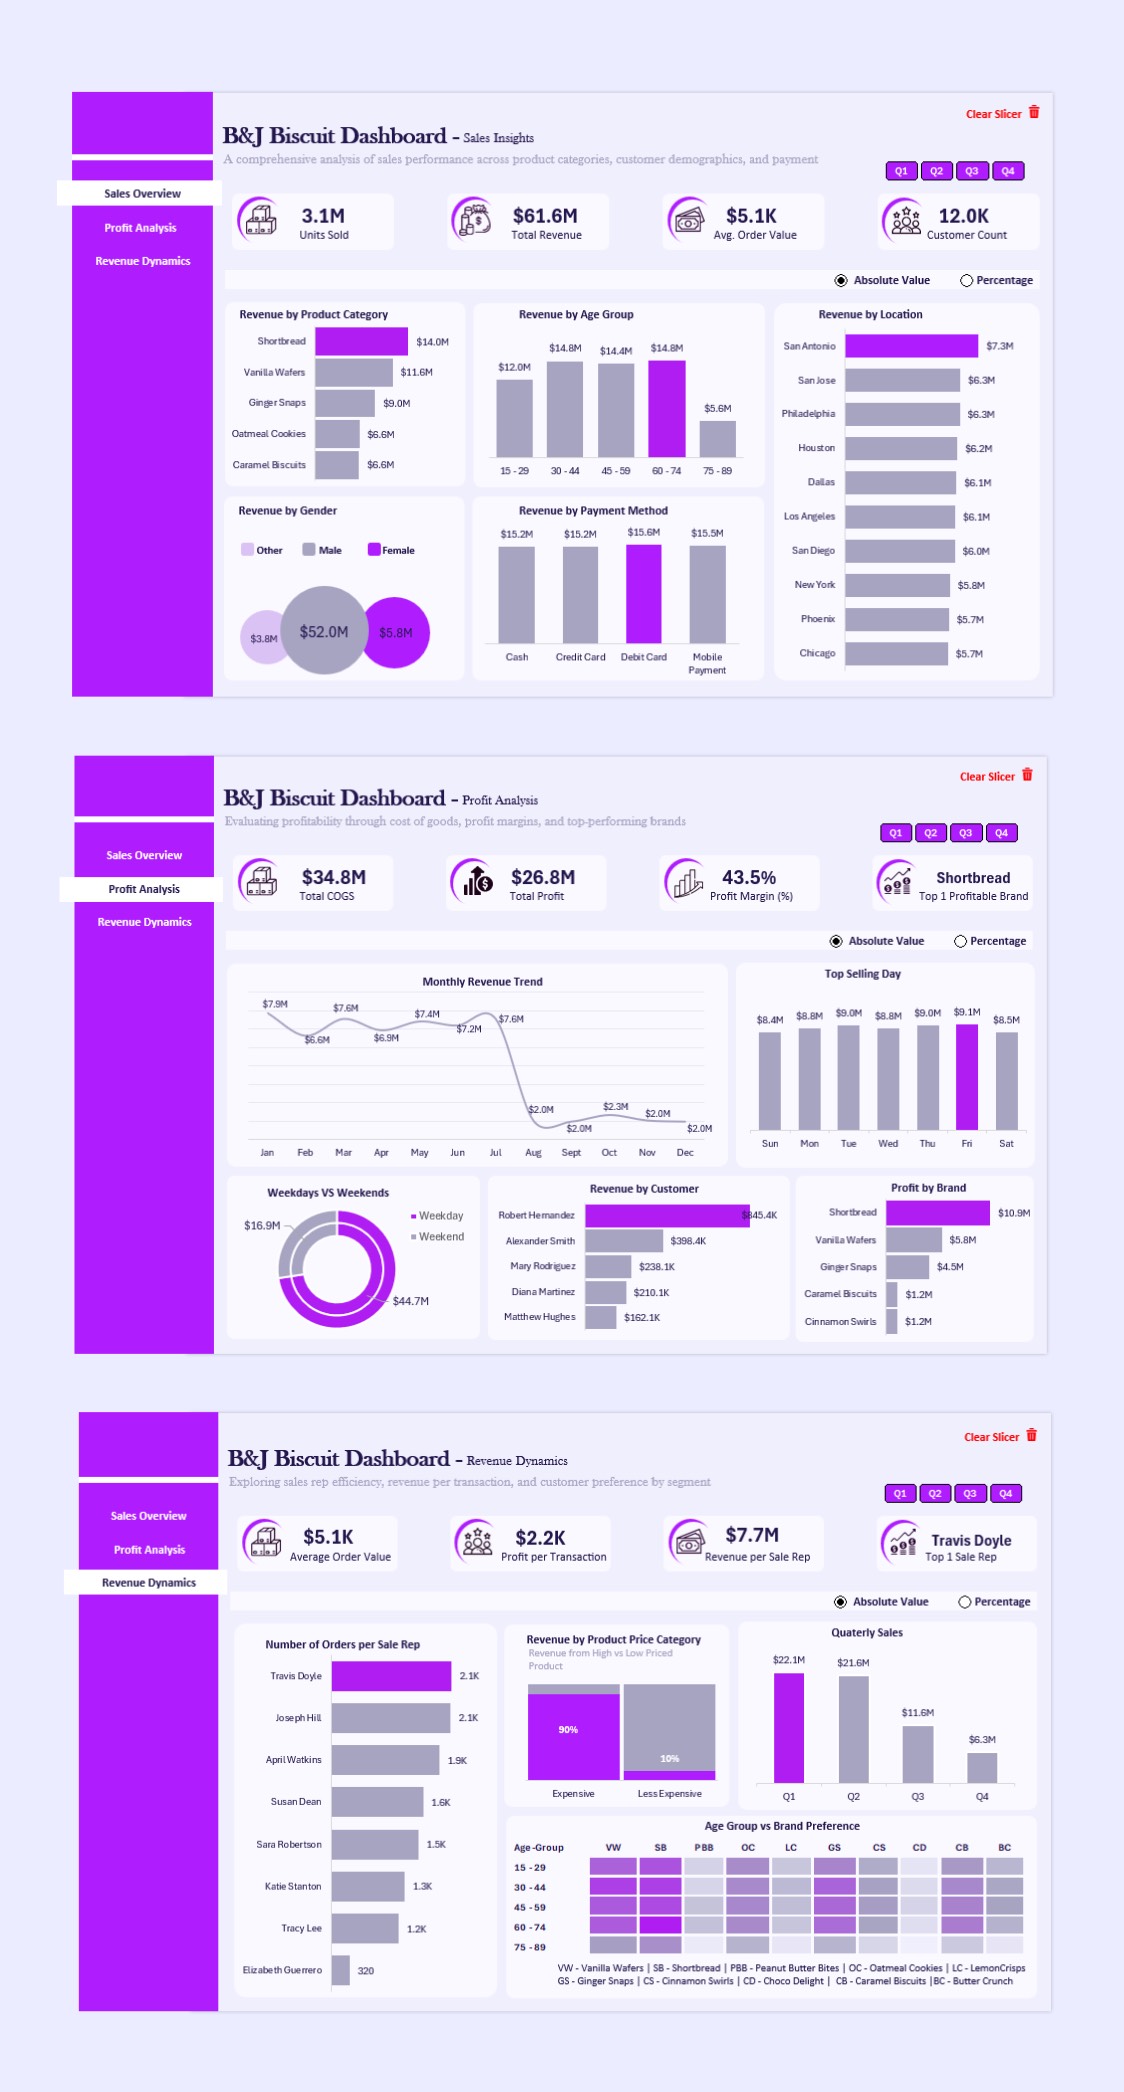 Clear Slicer
B&J Biscuit Dashboard - Sales Insights
A comprehensive analysis of sales performance across product categories, customer demographics, and payment
Q1 Q2 Q3 Q4
Sales Overview
Profit Analysis
Revenue Dynamics
3.1M
Units Sold
$61.6M
Total Revenue
$5.1K
Avg. Order Value
12.0K
Customer Count
Absolute Value Percentage
Revenue by Product Category
Shortbread $14.0M
Vanilla Wafers $11.6M
Ginger Snaps $9.0M
Oatmeal Cookies $6.6M
Caramel Biscuits $6.6M
Revenue by Age Group
$12.0M $14.8M $14.4M $14.8M $5.6M
15 - 29 30 - 44 45 - 59 60 - 74 75 - 89
Revenue by Location
San Antonio $7.3M
San Jose $6.3M
Philadelphia $6.3M
Houston $6.2M
Dallas $6.1M
Los Angeles $6.1M
San Diego $6.0M
New York $5.8M
Phoenix $5.7M
Chicago $5.7M
Revenue by Gender
Other Male Female
$3.8M $52.0M $5.8M
Revenue by Payment Method
$15.2M $15.2M $15.6M $15.5M
Cash Credit Card Debit Card Mobile
Payment
Clear Slicer
B&J Biscuit Dashboard - Profit Analysis
Evaluating profitability through cost of goods, profit margins, and top-performing brands
Q1 Q2 Q3 Q4
Sales Overview
Profit Analysis
Revenue Dynamics
$34.8M
Total COGS
$26.8M
Total Profit
43.5%
Profit Margin (%)
Shortbread
Top 1 Profitable Brand
Absolute Value Percentage
Monthly Revenue Trend
$7.9M $6.6M $7.6M $6.9M $7.4M $7.2M $7.6M $2.0M $2.0M $2.3M $2.0M $2.0M
Jan Feb Mar Apr May Jun Jul Aug Sept Oct Nov Dec
Top Selling Day
$8.4M $8.8M $9.0M $8.8M $9.0M $9.1M $8.5M
Sun Mon Tue Wed Thu Fri Sat
Weekdays VS Weekends
Weekday
Weekend
$16.9M
$44.7M
Revenue by Customer
Robert Hernandez $845.4K
Alexander Smith $398.4K
Mary Rodriguez $238.1K
Diana Martinez $210.1K
Matthew Hughes $162.1K
Profit by Brand
Shortbread $10.9M
Vanilla Wafers $5.8M
Ginger Snaps $4.5M
Caramel Biscuits $1.2M
Cinnamon Swirls $1.2M
Clear Slicer
B&J Biscuit Dashboard - Revenue Dynamics
Exploring sales rep efficiency, revenue per transaction, and customer preference by segment
Q1 Q2 Q3 Q4
Sales Overview
Profit Analysis
Revenue Dynamics
$5.1K
Average Order Value
$2.2K
Profit per Transaction
$7.7M
Revenue per Sale Rep
Travis Doyle
Top 1 Sale Rep
Absolute Value Percentage
Number of Orders per Sale Rep
Travis Doyle 2.1K
Joseph Hill 2.1K
April Watkins 1.9K
Susan Dean 1.6K
Sara Robertson 1.5K
Katie Stanton 1.3K
Tracy Lee 1.2K
Elizabeth Guerrero 320
Revenue by Product Price Category
Revenue from High vs Low Priced
Product
90% 10%
Expensive Less Expensive
Quaterly Sales
$22.1M $21.6M $11.6M $6.3M
Q1 Q2 Q3 Q4
Age Group vs Brand Preference
Age-Group VW SB PBB OC LC GS CS CD CB BC
15 - 29
30 - 44
45 - 59
60 - 74
75 - 89
VW - Vanilla Wafers | SB - Shortbread | PBB - Peanut Butter Bites | OC - Oatmeal Cookies | LC - LemonCrisps
GS - Ginger Snaps | CS - Cinnamon Swirls | CD - Choco Delight | CB - Caramel Biscuits |BC - Butter Crunch